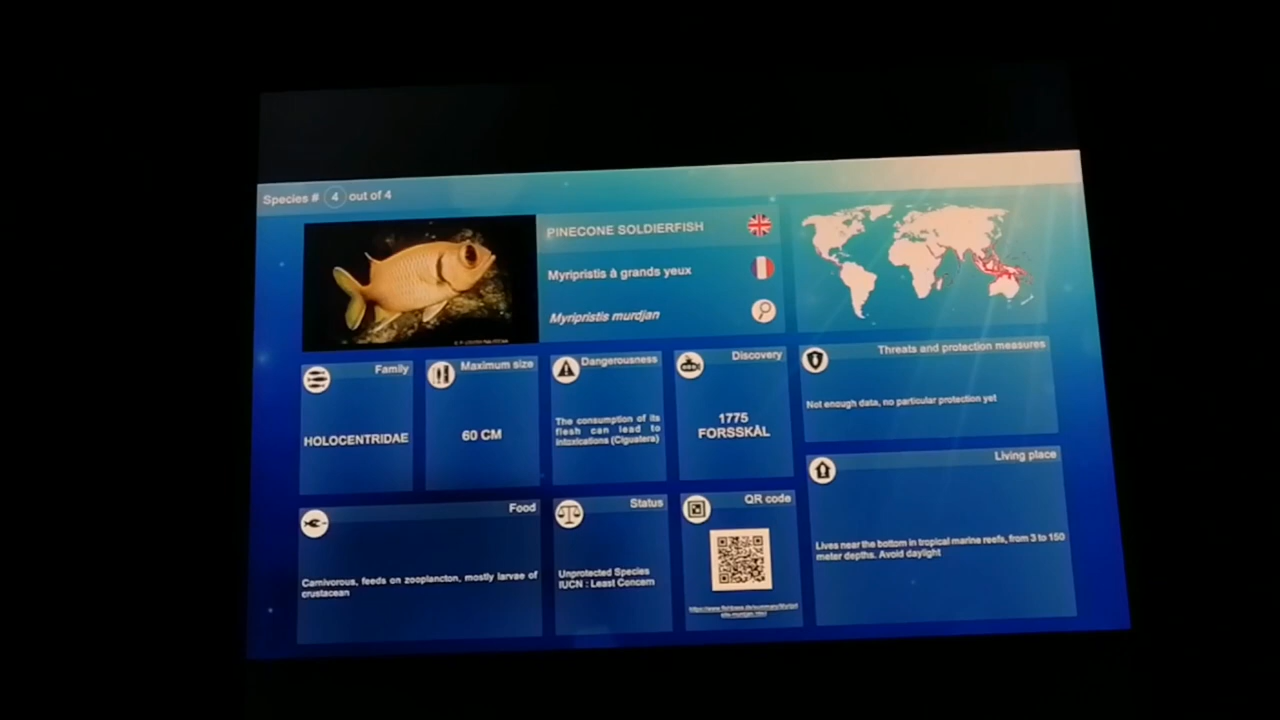 Species # 4 out of 4
PINECONE SOLDIERFISH
Myripristis à grands yeux
Myripristis murdjan
Family
HOLOCENTRIDAE
Maximum size
60 CM
Dangerousness
The consumption of its
flesh can lead to
intoxications (Ciguatera)
Discovery
1775
FORSSKÅL
Threats and protection measures
Not enough data, no particular protection yet
Food
Carnivorous, feeds on zooplancton, mostly larvae of
crustacean
Status
Unprotected Species
IUCN : Least Concern
QR code
Living place
Lives near the bottom in tropical marine reefs, from 3 to 150
meter depths. Avoid daylight